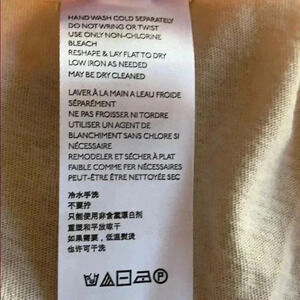 HAND WASH COLD SEPARATELY
DO NOT WRING OR TWIST
USE ONLY NON-CHLORINE
BLEACH
RESHAPE & LAY FLAT TO DRY
LOW IRON AS NEEDED
MAY BE DRY CLEANED
LAVER À LA MAIN A LEAU FROIDE
SÉPARÉMENT
NE PAS FROISSER NI TORDRE
UTILISER UN AGENT DE
BLANCHIMENT SANS CHLORE SI
NÉCESSAIRE
REMODELER ET SÉCHER À PLAT
FAIBLE COMME FER NÉCESSAIRES
PEUT-ÊTRE ÊTRE NETTOYÉE SEC
冷水手洗
不要拧
只能使用非含氯漂白剂
重塑和平放晾干
如果需要，低温熨烫
也许可干洗